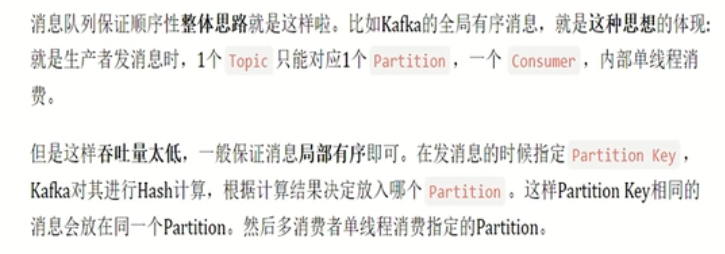 消息队列保证顺序性整体思路就是这样啦。比如Kafka的全局有序消息，就是这种思想的体现:
就是生产者发消息时，1个 Topic 只能对应1个 Partition ，一个 Consumer ，内部单线程消
费。
但是这样吞吐量太低，一般保证消息局部有序即可。在发消息的时候指定 Partition Key ，
Kafka对其进行Hash计算，根据计算结果决定放入哪个 Partition 。这样Partition Key相同的
消息会放在同一个Partition。然后多消费者单线程消费指定的Partition。